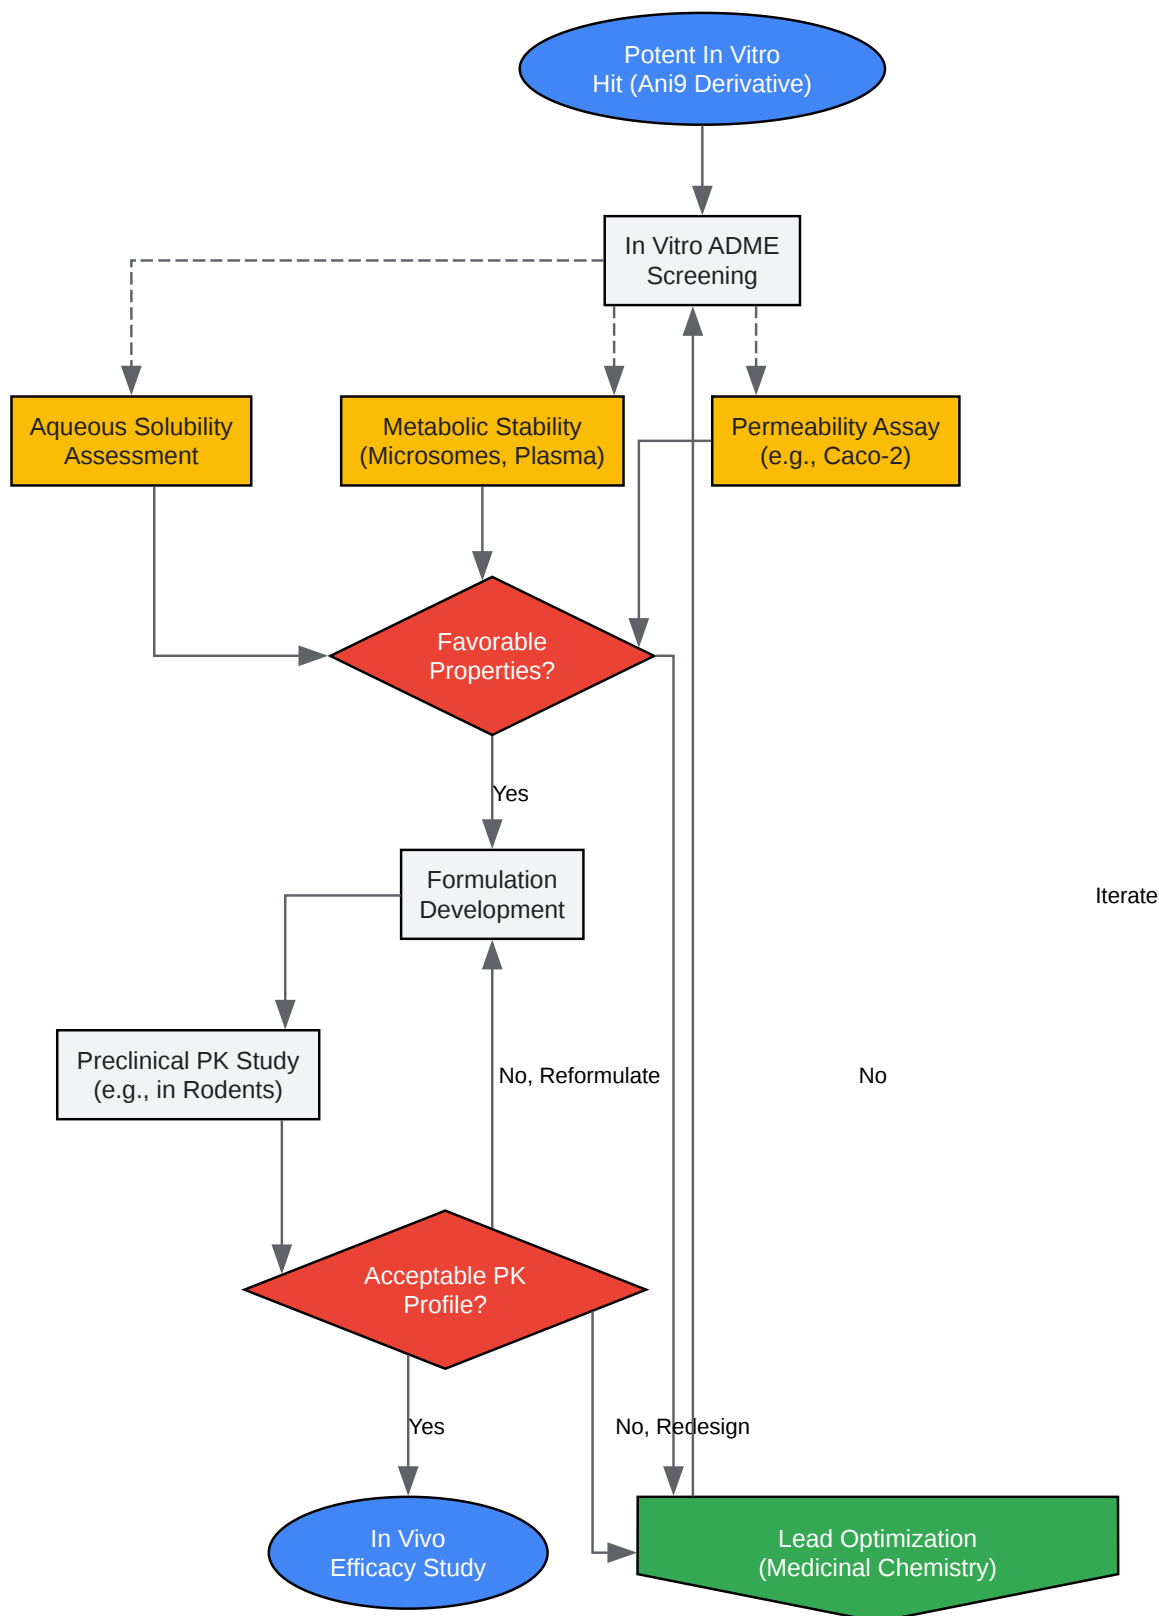 Potent In Vitro
Hit (Ani9 Derivative)
In Vitro ADME
Screening
Aqueous Solubility
Assessment
Metabolic Stability
(Microsomes, Plasma)
Permeability Assay
(e.g., Caco-2)
Favorable
Properties?
Yes
Formulation
Development
Iterate
Preclinical PK Study
(e.g., in Rodents)
No, Reformulate
No
Acceptable PK
Profile?
Yes
No, Redesign
In Vivo
Efficacy Study
Lead Optimization
(Medicinal Chemistry)